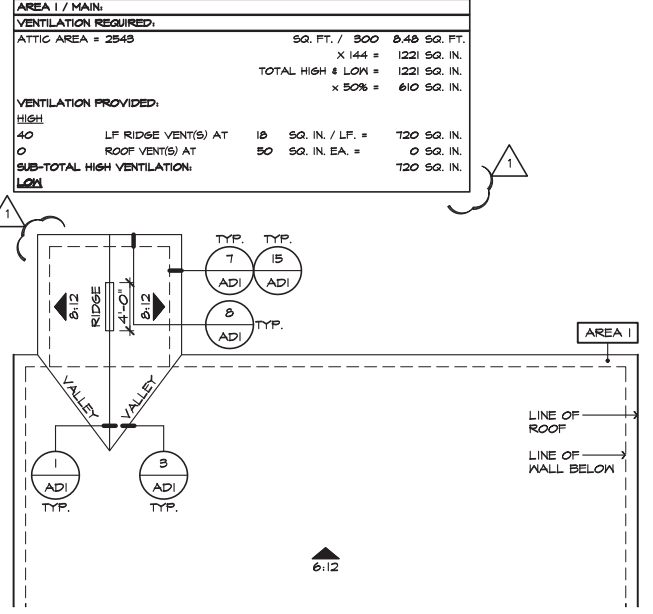 AREA 1 / MAIN:
VENTILATION REQUIRED:
ATTIC AREA = 2543 SQ. FT. / 300 8.48 SQ. FT.
X 144 = 1221 SQ. IN.
TOTAL HIGH & LOW = 1221 SQ. IN.
x 50% = 610 SQ. IN.
VENTILATION PROVIDED:
HIGH
40 LF RIDGE VENT(S) AT 18 SQ. IN. / LF. = 720 SQ. IN.
0 ROOF VENT(S) AT 50 SQ. IN. EA. = 0 SQ. IN.
SUB-TOTAL HIGH VENTILATION: 720 SQ. IN.
LOW
1
1
TYP. TYP.
7 15
AD1 AD1
8:12 RIDGE 4'-0" 8:12
8
AD1 TYP.
AREA 1
VALLEY VALLEY
LINE OF
ROOF
LINE OF
WALL BELOW
1 3
AD1 AD1
TYP. TYP.
6:12